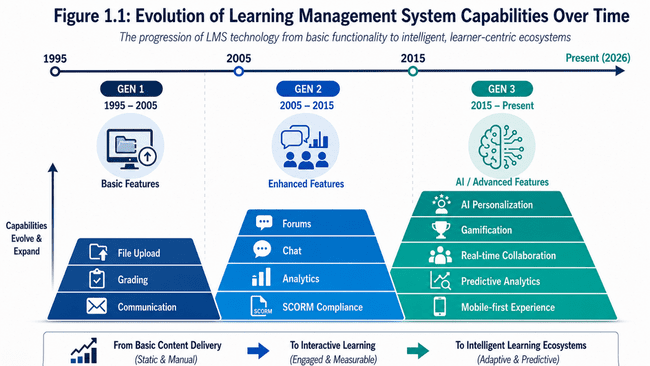 Figure 1.1: Evolution of Learning Management System Capabilities Over Time
The progression of LMS technology from basic functionality to intelligent, learner-centric ecosystems
1995
2005
2015
Present (2026)
GEN 1
1995 – 2005
Basic Features
GEN 2
2005 – 2015
Enhanced Features
GEN 3
2015 – Present
AI / Advanced Features
Capabilities
Evolve &
Expand
File Upload
Grading
Communication
Forums
Chat
Analytics
SCORM
SCORM Compliance
AI Personalization
Gamification
Real-time Collaboration
Predictive Analytics
Mobile-first Experience
From Basic Content Delivery
(Static & Manual)
To Interactive Learning
(Engaged & Measurable)
To Intelligent Learning Ecosystems
(Adaptive & Predictive)